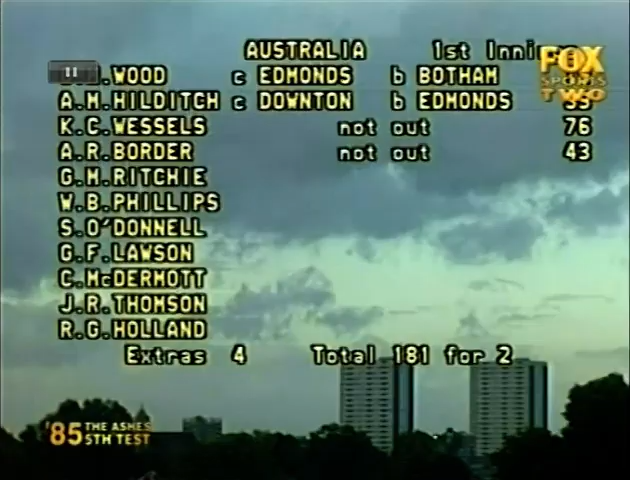 AUSTRALIA 1st
WOOD c EDMONDS b BOTHAM
A.M.HILDITCH c DOWNTON b EDMONDS
K.C.WESSELS not out 76
A.R.BORDER not out 43
G.M.RITCHIE
W.B.PHILLIPS
S.O'DONNELL
G.F.LAWSON
C.McDERMOTT
J.R.THOMSON
R.G.HOLLAND
Extras 4 Total 181 for 2
FOX
SPORTS
TWO
'85 THE ASHES
5TH TEST